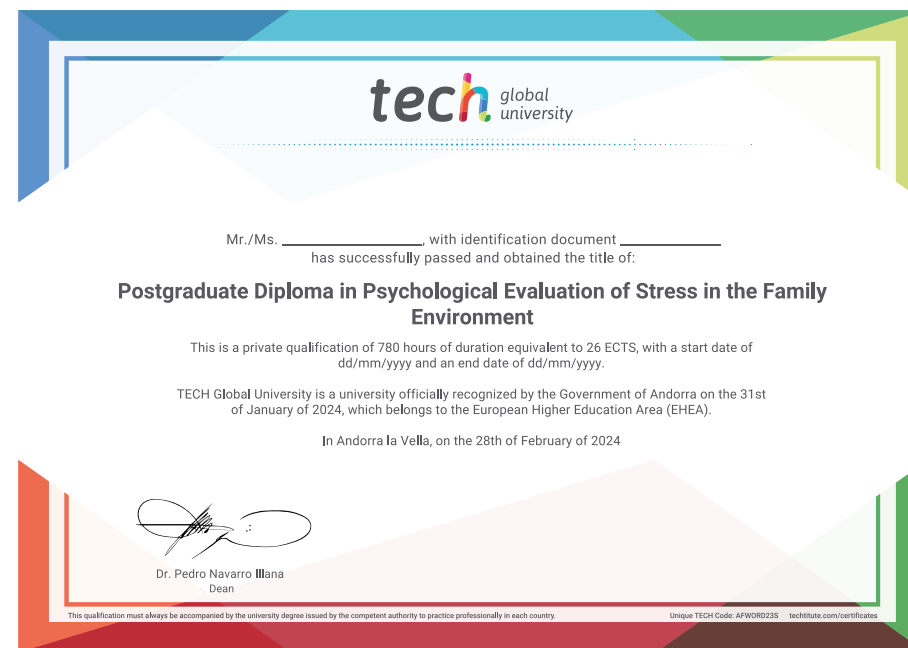 tech global university
Mr./Ms. ____________________, with identification document ______________
has successfully passed and obtained the title of:
Postgraduate Diploma in Psychological Evaluation of Stress in the Family
Environment
This is a private qualification of 780 hours of duration equivalent to 26 ECTS, with a start date of
dd/mm/yyyy and an end date of dd/mm/yyyy.
TECH Global University is a university officially recognized by the Government of Andorra on the 31st
of January of 2024, which belongs to the European Higher Education Area (EHEA).
In Andorra la Vella, on the 28th of February of 2024
Dr. Pedro Navarro Illana
Dean
This qualification must always be accompanied by the university degree issued by the competent authority to practice professionally in each country. Unique TECH Code: AFWORD23S techtitute.com/certificates